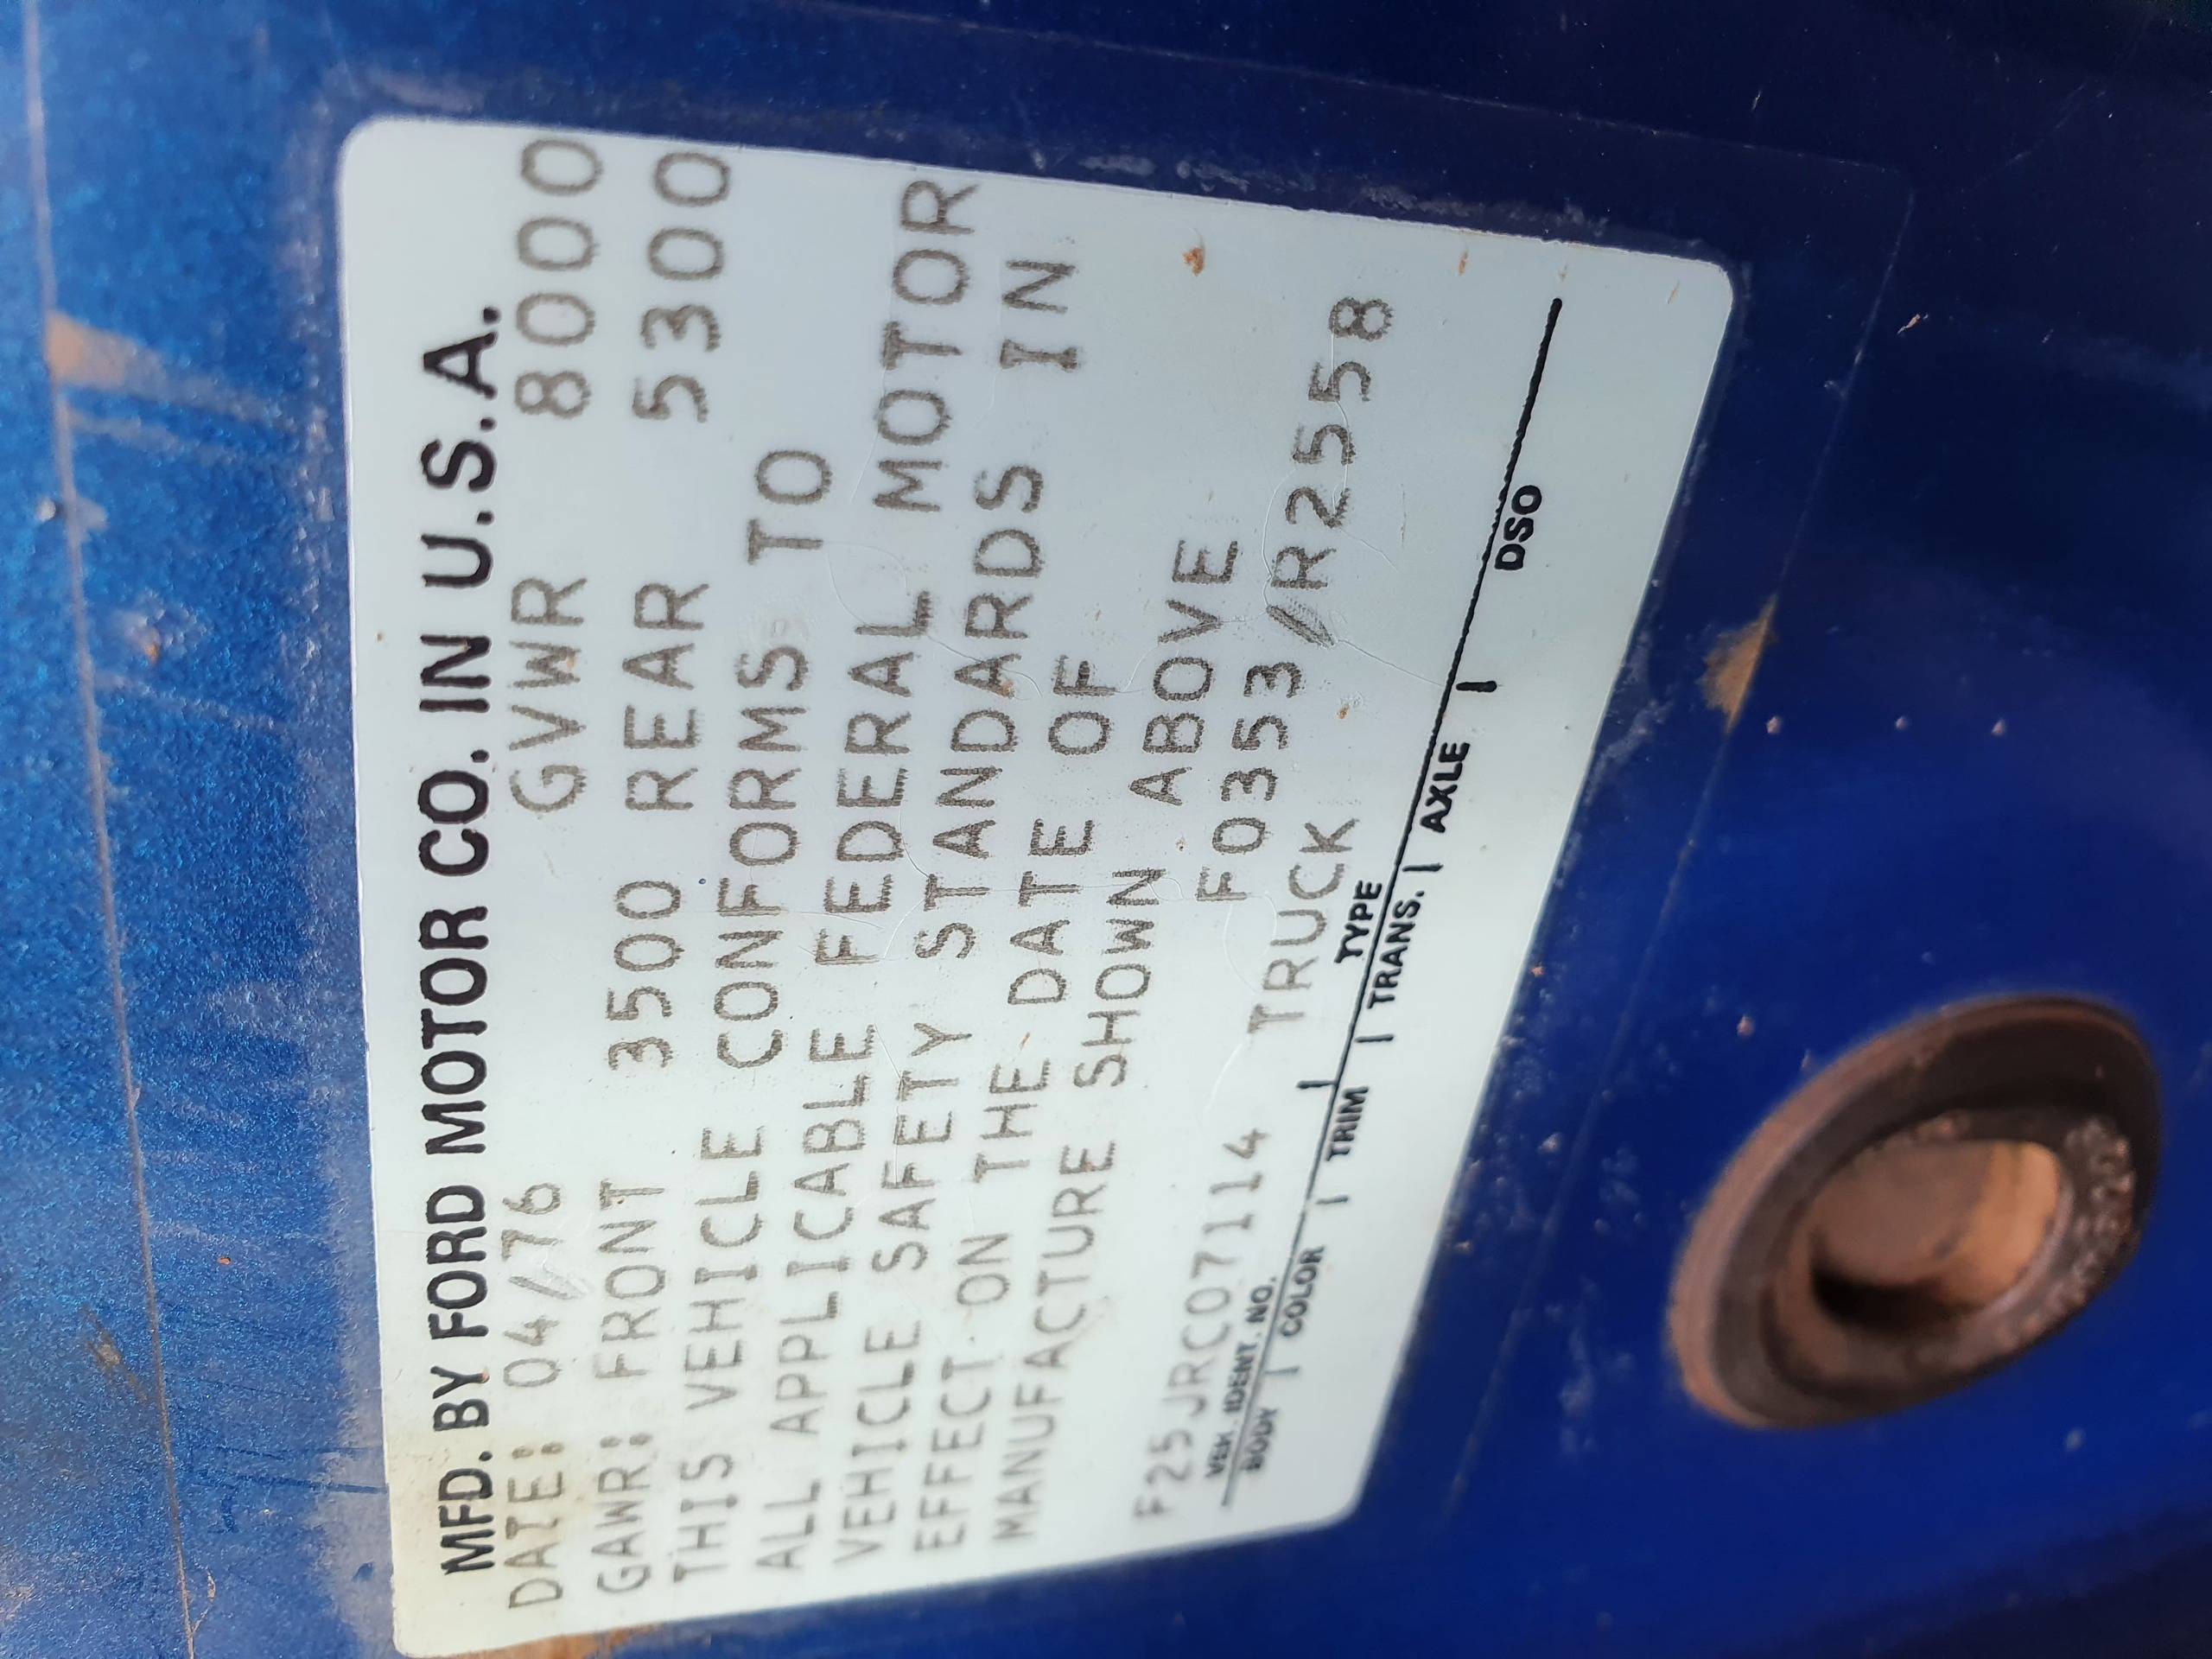 MFD. BY FORD MOTOR CO. IN U.S.A.
DATE: 04/76 GVWR 8000
GAWR: FRONT 3500 REAR 5300
THIS VEHICLE CONFORMS TO
ALL APPLICABLE FEDERAL MOTOR
VEHICLE SAFETY STANDARDS IN
EFFECT ON THE DATE OF
MANUFACTURE SHOWN ABOVE
F0353/R2558
F25JRC07114 TRUCK
VEH. IDENT. NO. TYPE
BODY COLOR TRIM TRANS. AXLE DSO